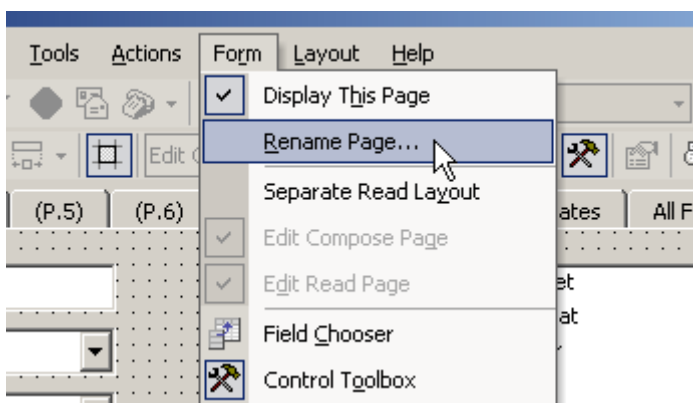 Tools Actions Form Layout Help
Display This Page
Edit
Rename Page...
(P.5) (P.6) Separate Read Layout ates All F
Edit Compose Page
Edit Read Page et
at
Field Chooser
Control Toolbox